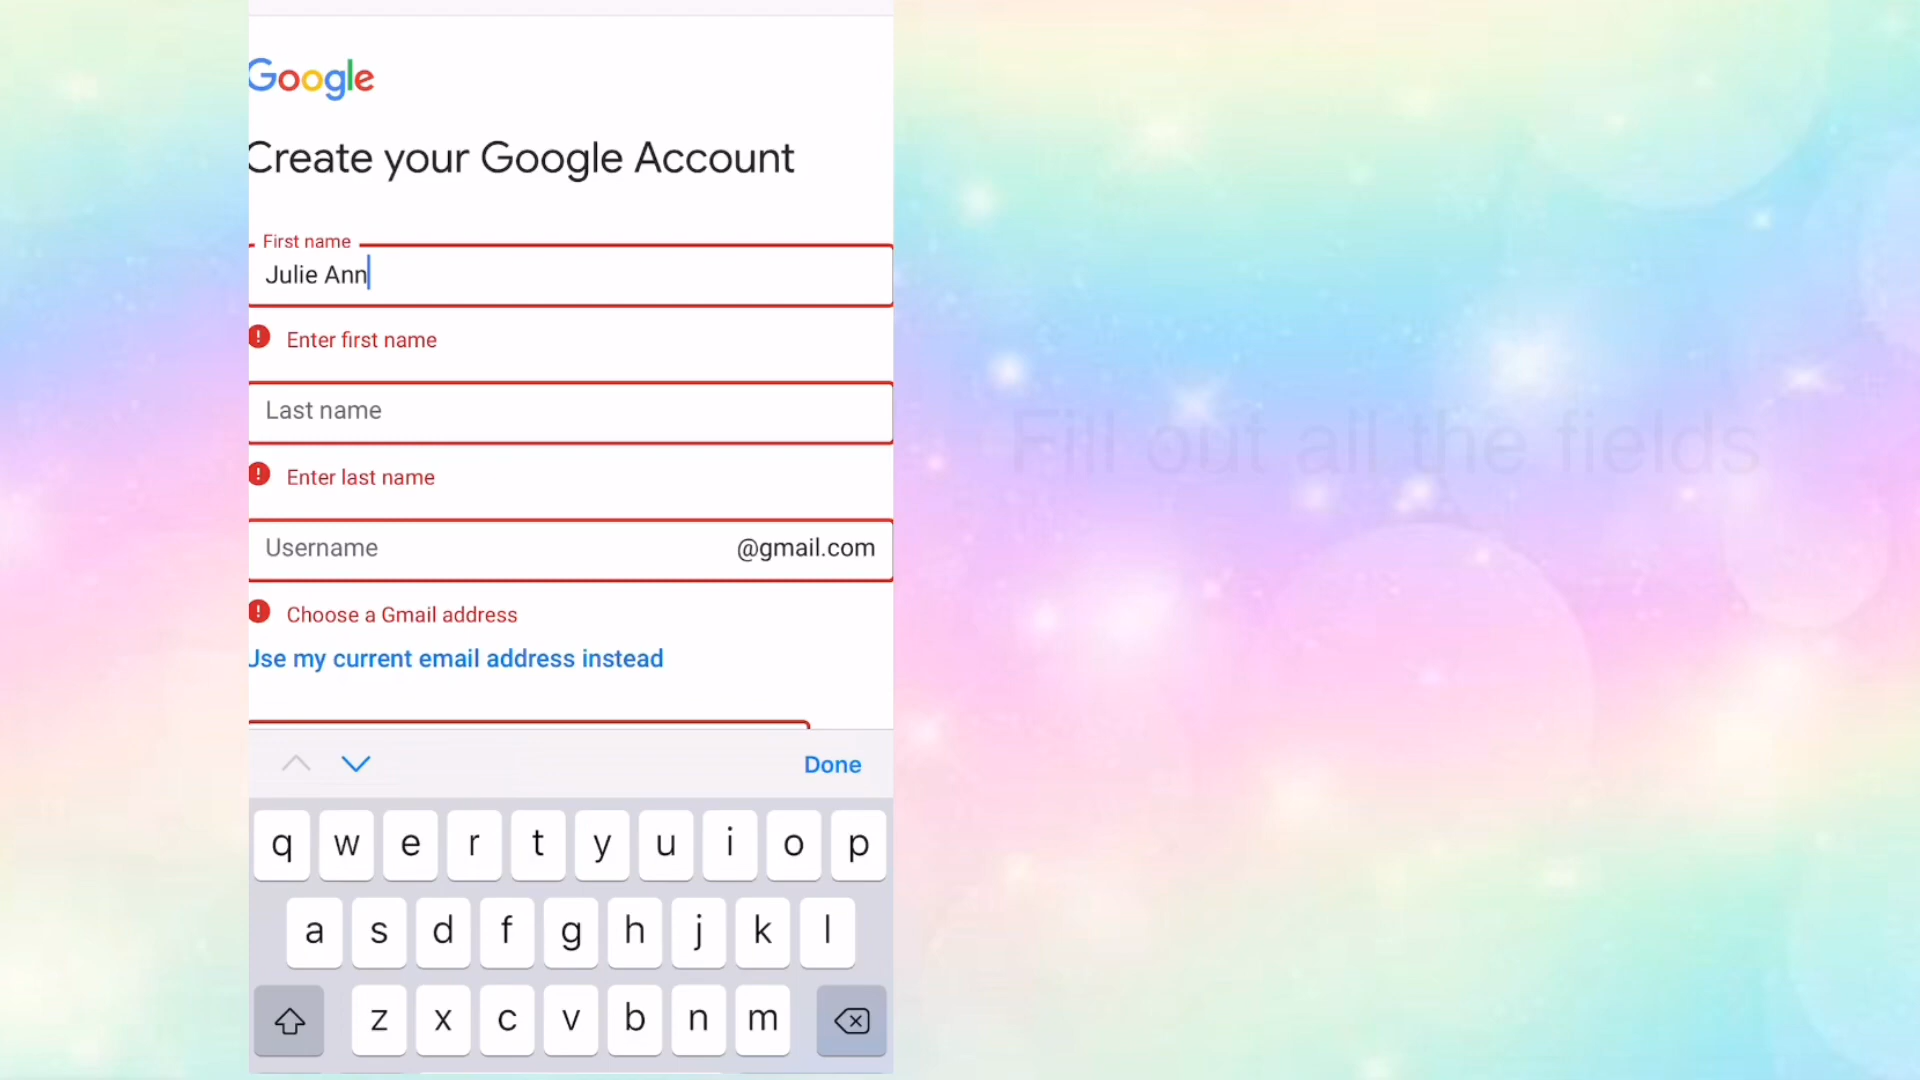 Google
Create your Google Account
First name
Julie Ann
! Enter first name
Last name
! Enter last name
Username @gmail.com
! Choose a Gmail address
Use my current email address instead
Done
q w e r t y u i o p
a s d f g h j k l
z x c v b n m
Fill out all the fields